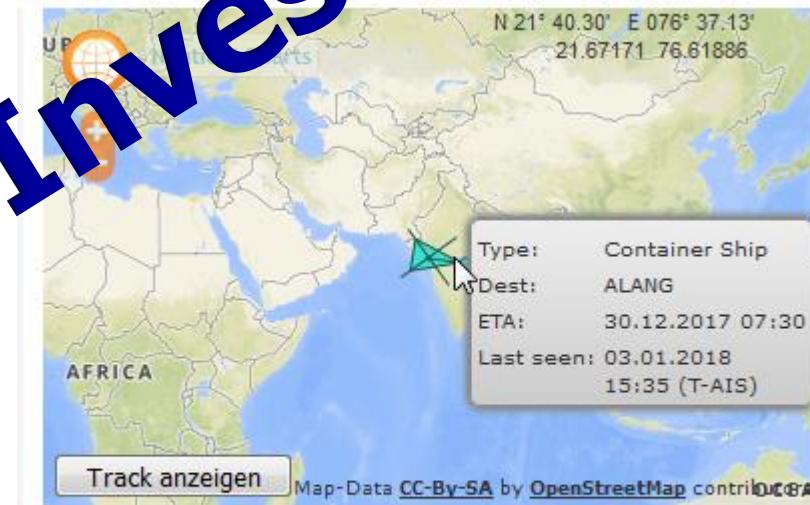 N 21° 40.30' E 076° 37.13'
21.67171 76.61886
Inves
+
-
Type: Container Ship
Dest: ALANG
ETA: 30.12.2017 07:30
Last seen: 03.01.2018
15:35 (T-AIS)
AFRICA
Track anzeigen
Map-Data CC-By-SA by OpenStreetMap